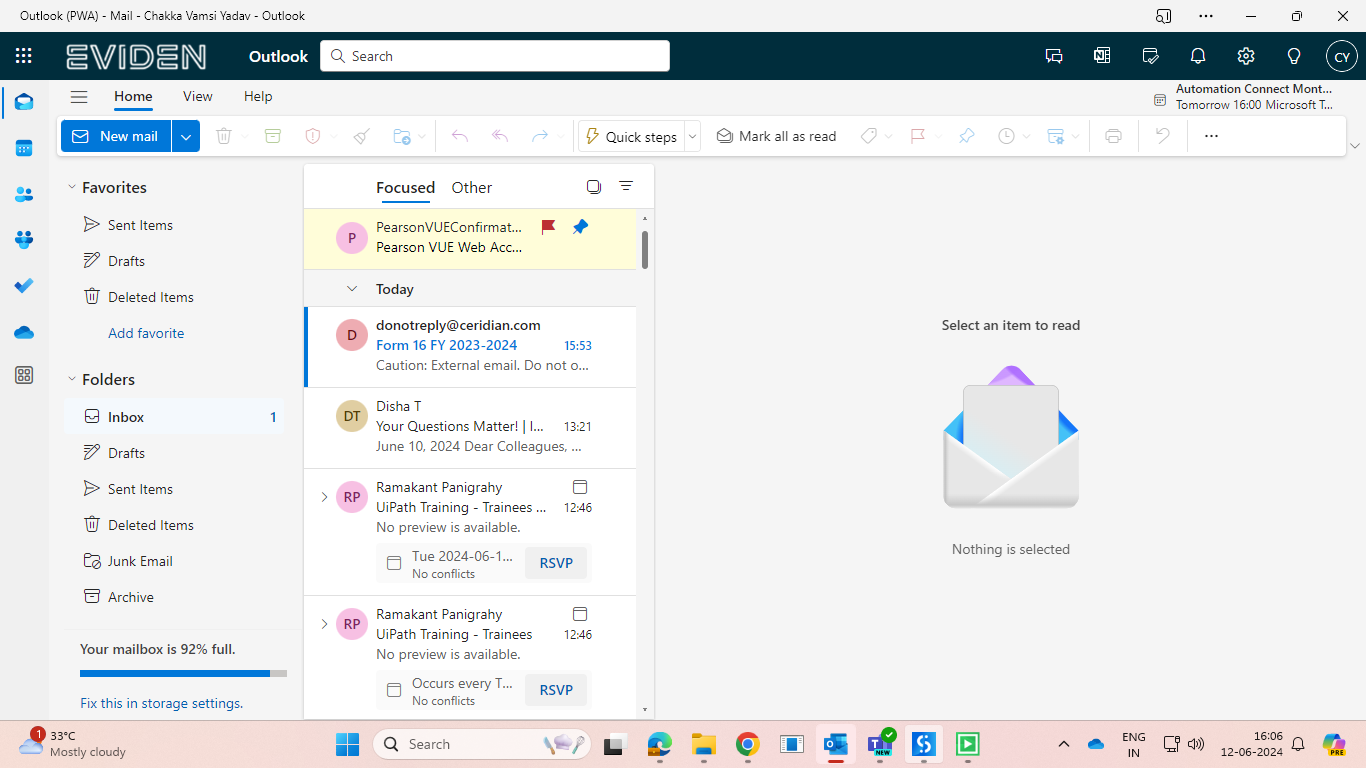 Outlook (PWA) - Mail - Chakka Vamsi Yadav - Outlook
EVIDEN
Outlook
Search
CY
Home
View
Help
Automation Connect Mont...
Tomorrow 16:00 Microsoft T...
New mail
Quick steps
Mark all as read
Favorites
Sent Items
Drafts
Deleted Items
Add favorite
Folders
Inbox 1
Drafts
Sent Items
Deleted Items
Junk Email
Archive
Your mailbox is 92% full.
Fix this in storage settings.
Focused Other
P
PearsonVUEConfirmat...
Pearson VUE Web Acc...
Today
D
donotreply@ceridian.com
Form 16 FY 2023-2024 15:53
Caution: External email. Do not o...
DT
Disha T
Your Questions Matter! | I... 13:21
June 10, 2024 Dear Colleagues, ...
RP
Ramakant Panigrahy
UiPath Training - Trainees ... 12:46
No preview is available.
Tue 2024-06-1...
No conflicts
RSVP
RP
Ramakant Panigrahy
UiPath Training - Trainees 12:46
No preview is available.
Occurs every T...
No conflicts
RSVP
Select an item to read
Nothing is selected
1
33°C
Mostly cloudy
Search
NEW
ENG
IN
16:06
12-06-2024
PRE